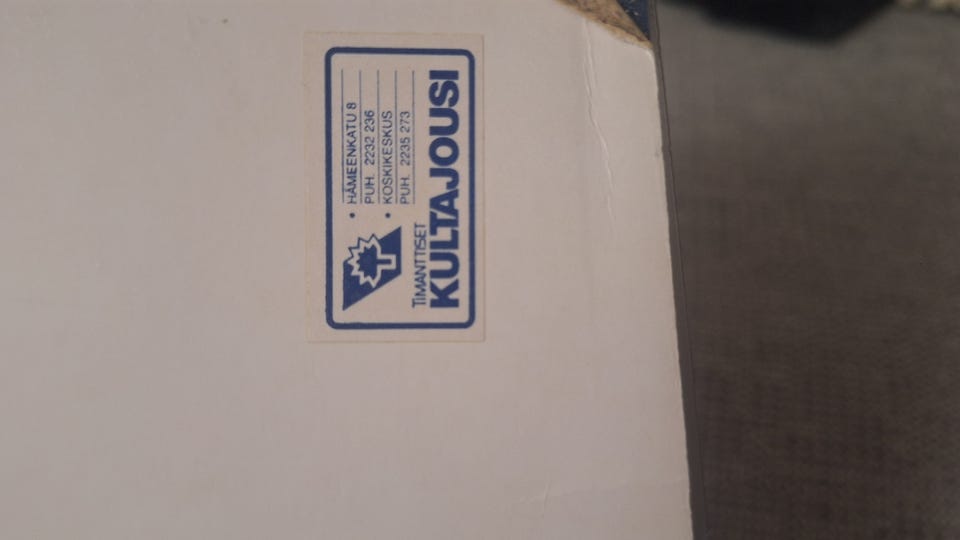 • HÄMEENKATU 8
PUH. 2232 236
• KOSKIKESKUS
PUH. 2235 273
TIMANTTISET
KULTAJOUSI